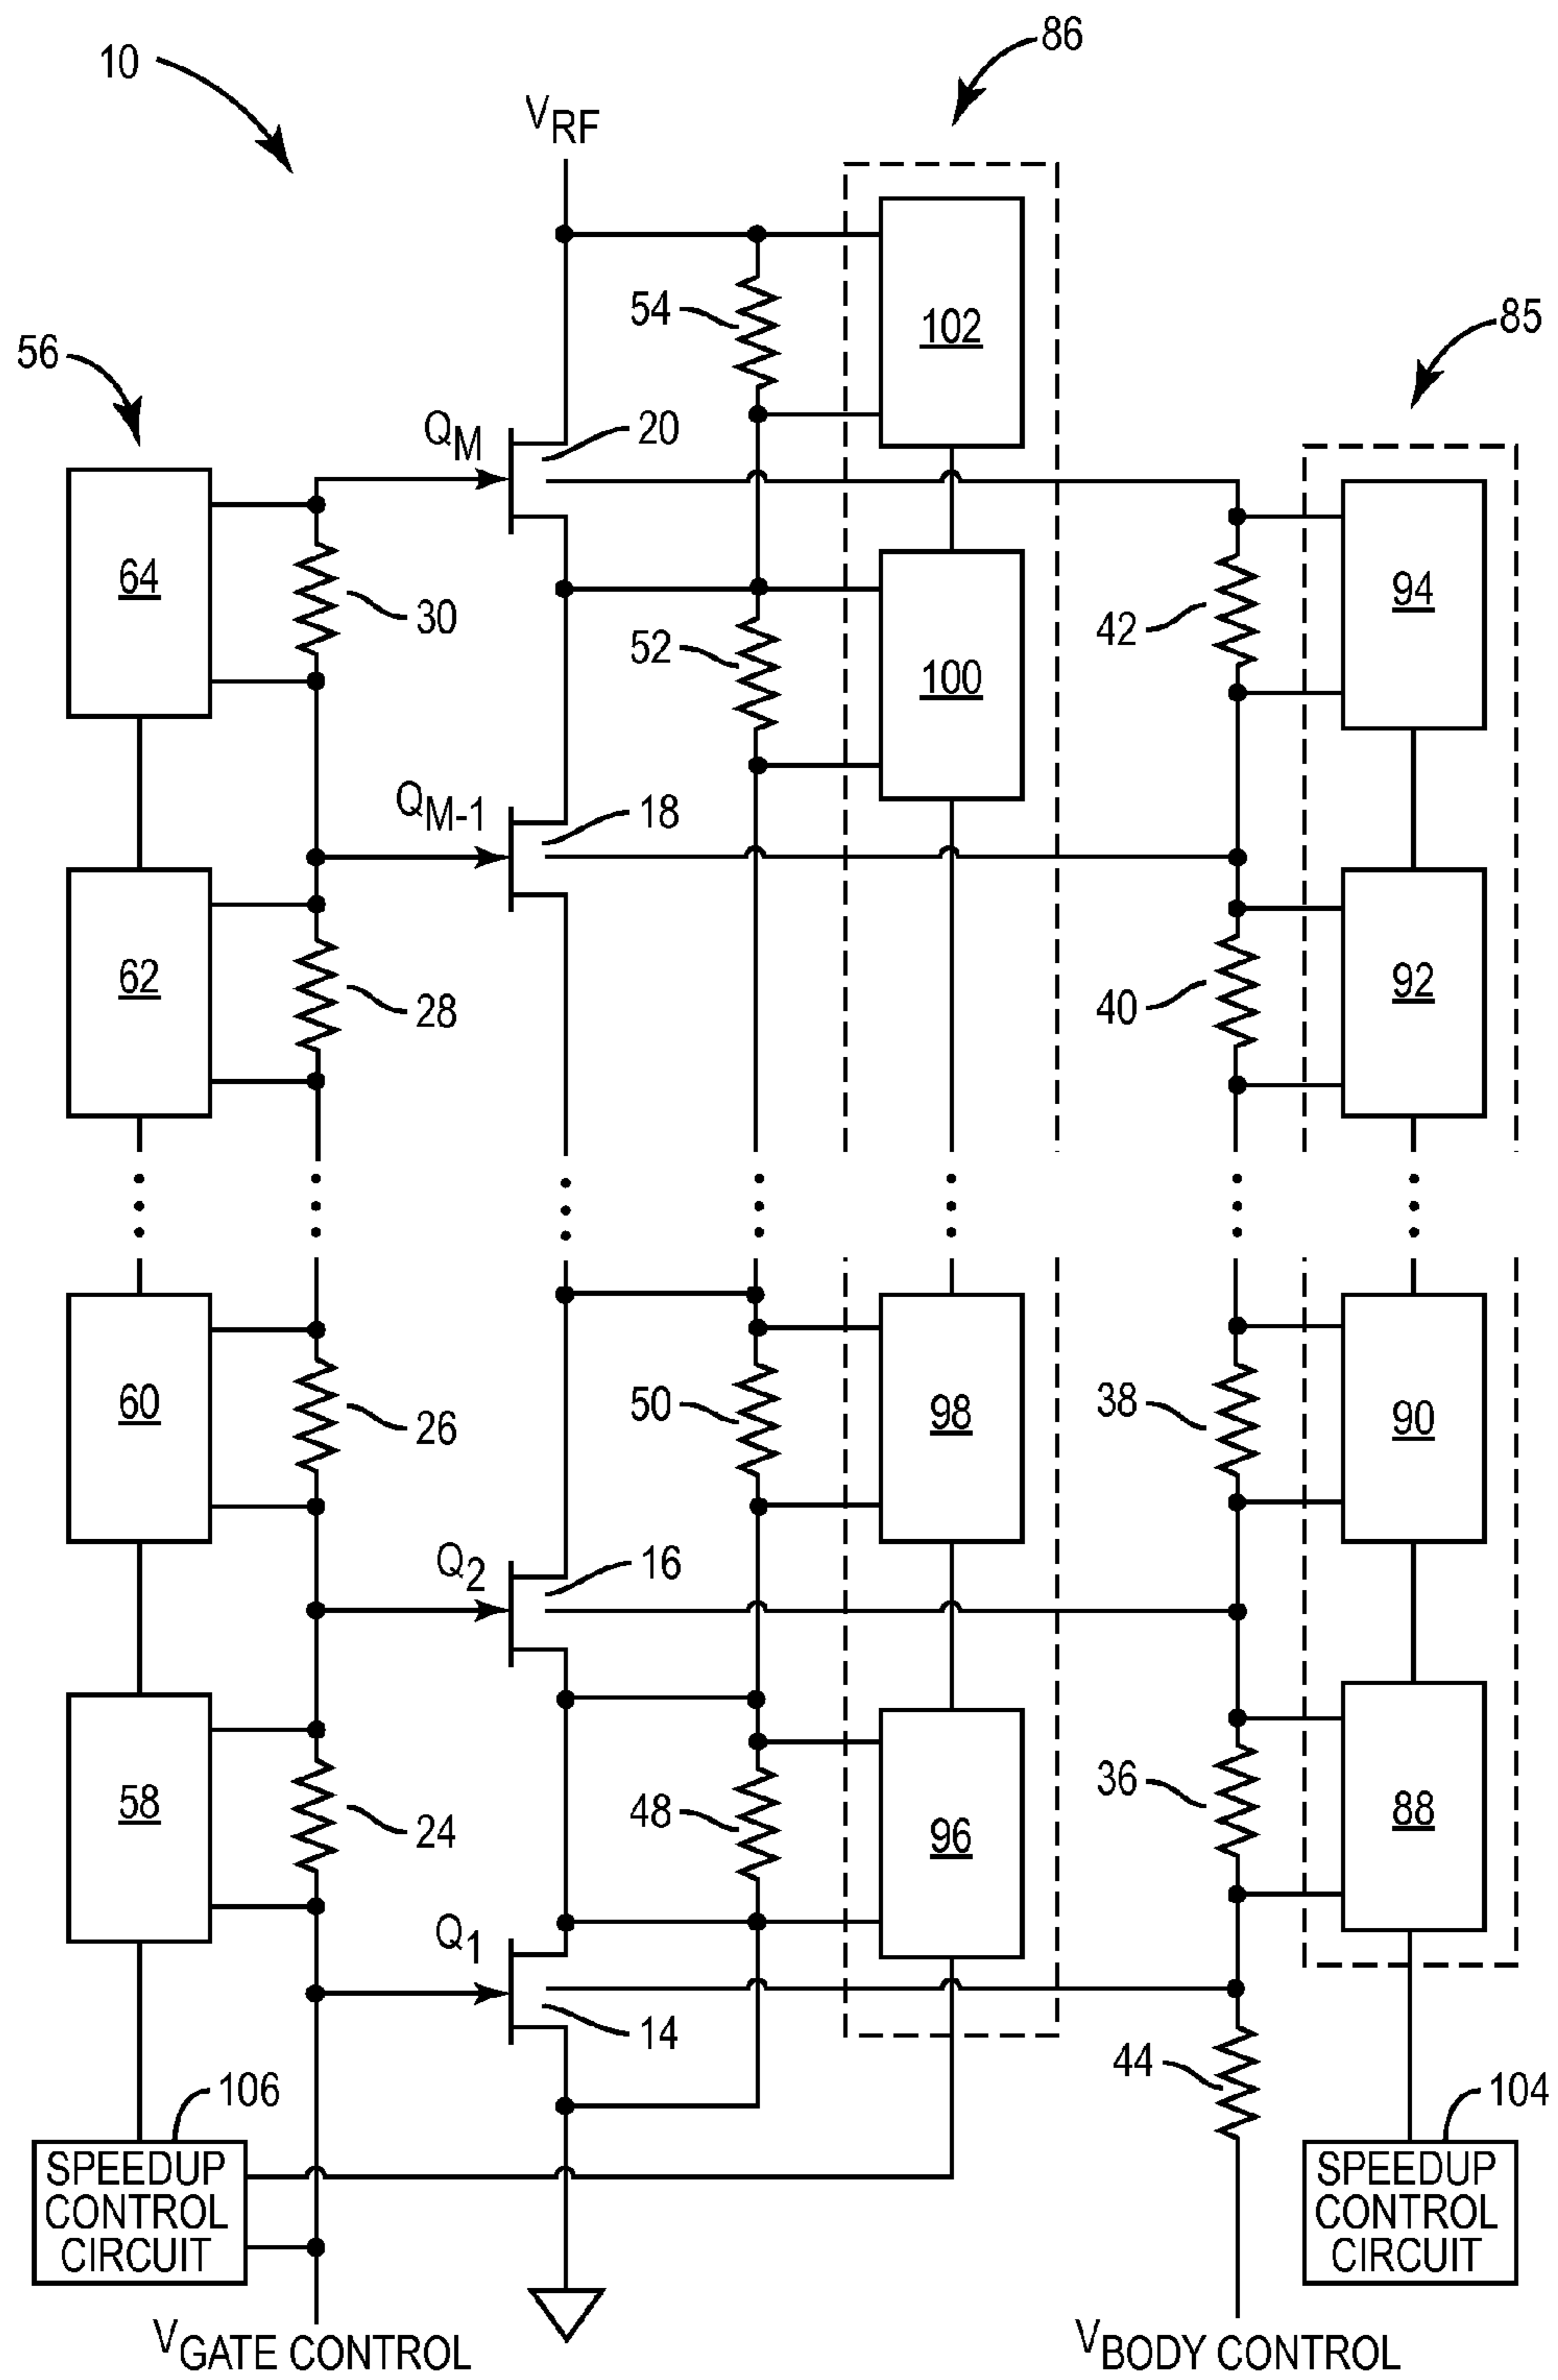 10
86
VRF
54
102
85
56
QM
20
64
30
52
100
42
94
QM-1
18
62
28
40
92
60
26
50
98
38
90
Q2
16
58
24
48
96
36
88
Q1
14
44
106
104
SPEEDUP
CONTROL
CIRCUIT
SPEEDUP
CONTROL
CIRCUIT
VGATE CONTROL
VBODY CONTROL